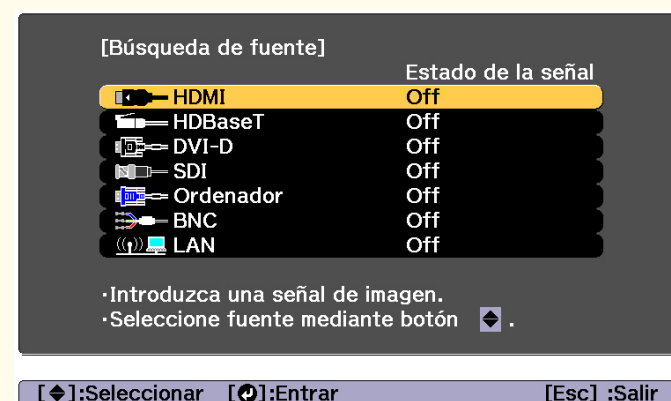 [Búsqueda de fuente]
Estado de la señal
HDMI Off
HDBaseT Off
DVI-D Off
SDI Off
Ordenador Off
BNC Off
LAN Off
·Introduzca una señal de imagen.
·Seleccione fuente mediante botón .
[ ]:Seleccionar [ ]:Entrar [Esc] :Salir